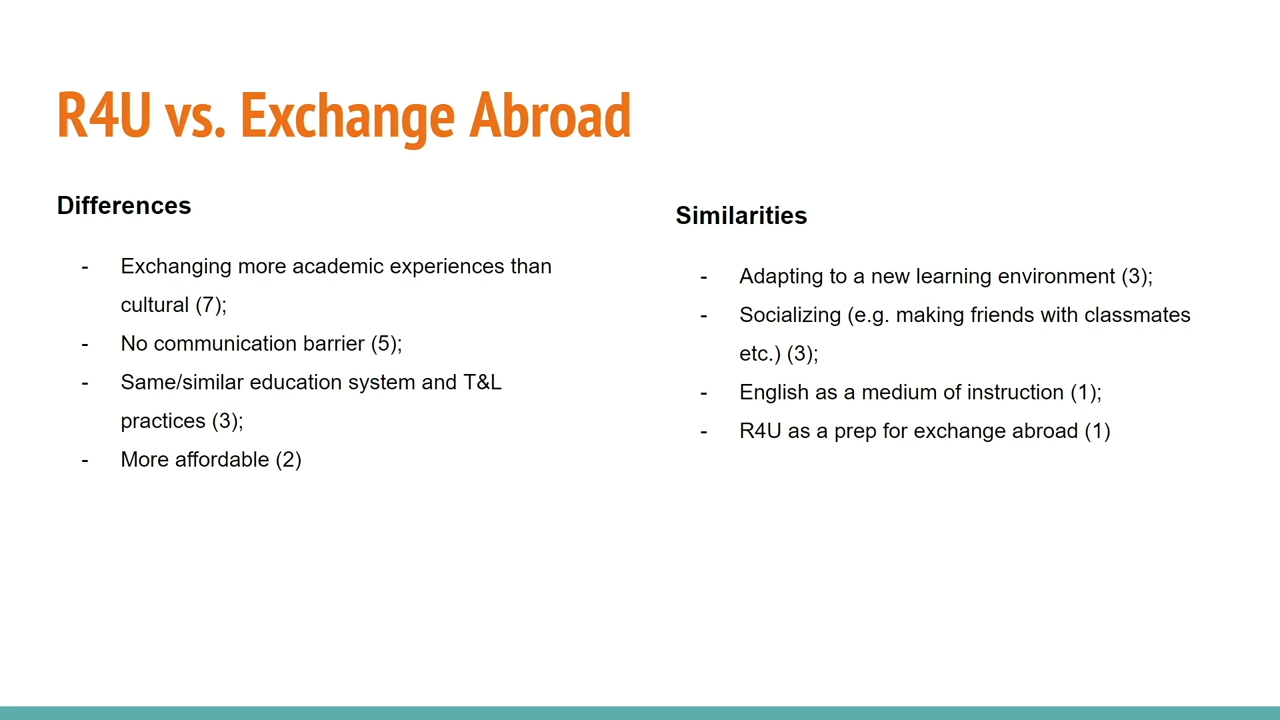 R4U vs. Exchange Abroad
Differences
- Exchanging more academic experiences than
cultural (7);
- No communication barrier (5);
- Same/similar education system and T&L
practices (3);
- More affordable (2)
Similarities
- Adapting to a new learning environment (3);
- Socializing (e.g. making friends with classmates
etc.) (3);
- English as a medium of instruction (1);
- R4U as a prep for exchange abroad (1)